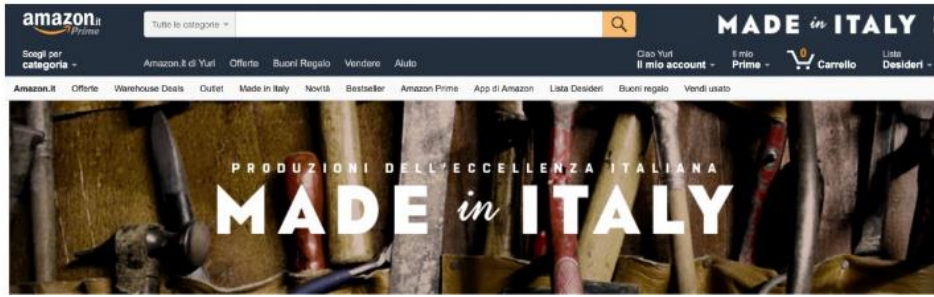 amazon.it
Prime
Tutte le categorie
MADE in ITALY
Scegli per
categoria
Amazon.it di Yuri Offerte Buoni Regalo Vendere Aiuto
Ciao Yuri
Il mio account
Il mio
Prime
0
Carrello
Lista
Desideri
Amazon.it Offerte Warehouse Deals Outlet Made in Italy Novità Bestseller Amazon Prime App di Amazon Lista Desideri Buoni regalo Vendi usato
PRODUZIONI DELL'ECCELLENZA ITALIANA
MADE in ITALY